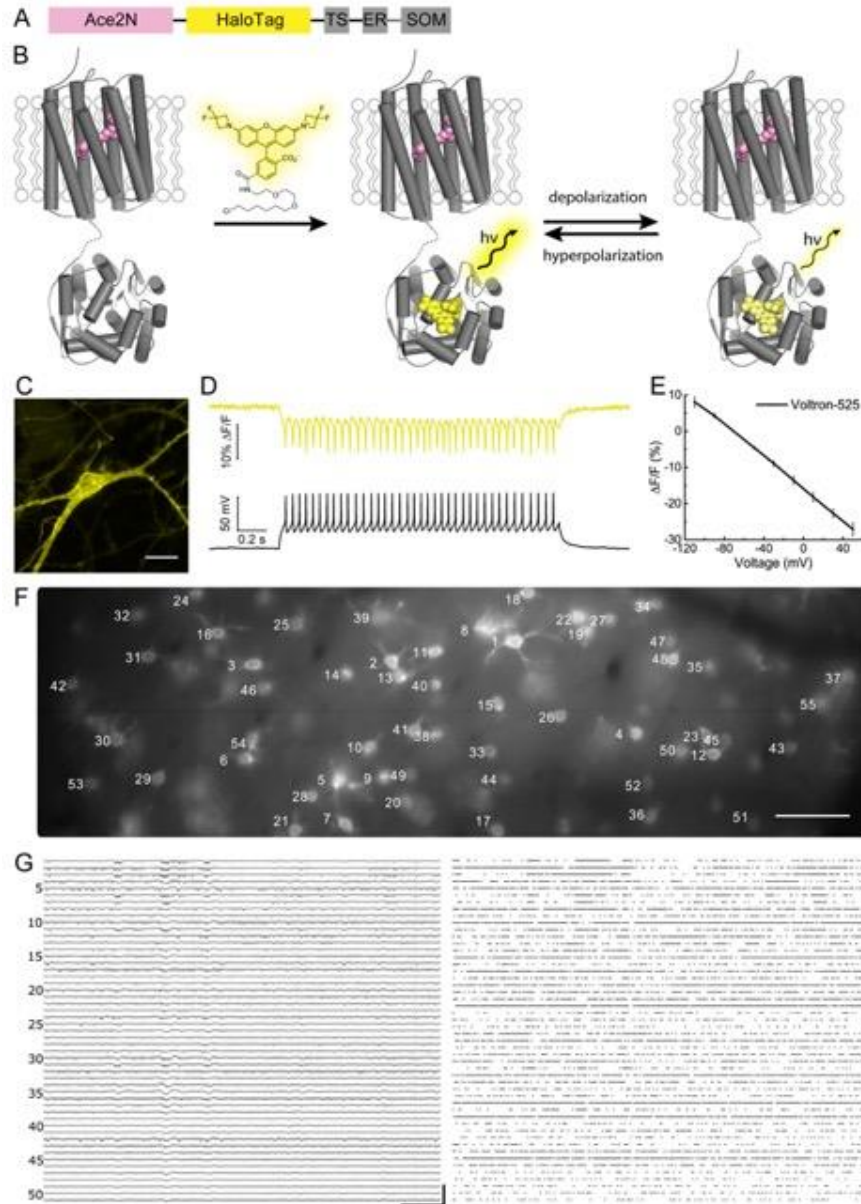 A
Ace2N HaloTag TS ER SOM
B
F F
F F
N O N
CO₂⁻
O
HN
O
O
Cl
hν
depolarization
hyperpolarization
hν
C
D
10% ΔF/F
50 mV
0.2 s
E
Voltron-525
ΔF/F (%)
10
0
-10
-20
-30
-120 -80 -40 0 40
Voltage (mV)
F
24 18 34
32 39 8 22 27
16 25 1 19 47
31 3 2 11 48 35
42 46 14 13 40 37
15 55
30 54 41 38 26 4 23 45 43
6 10 33 50 12
53 29 5 9 49 44 52
28 20
21 7 17 36 51
G
5
10
15
20
25
30
35
40
45
50